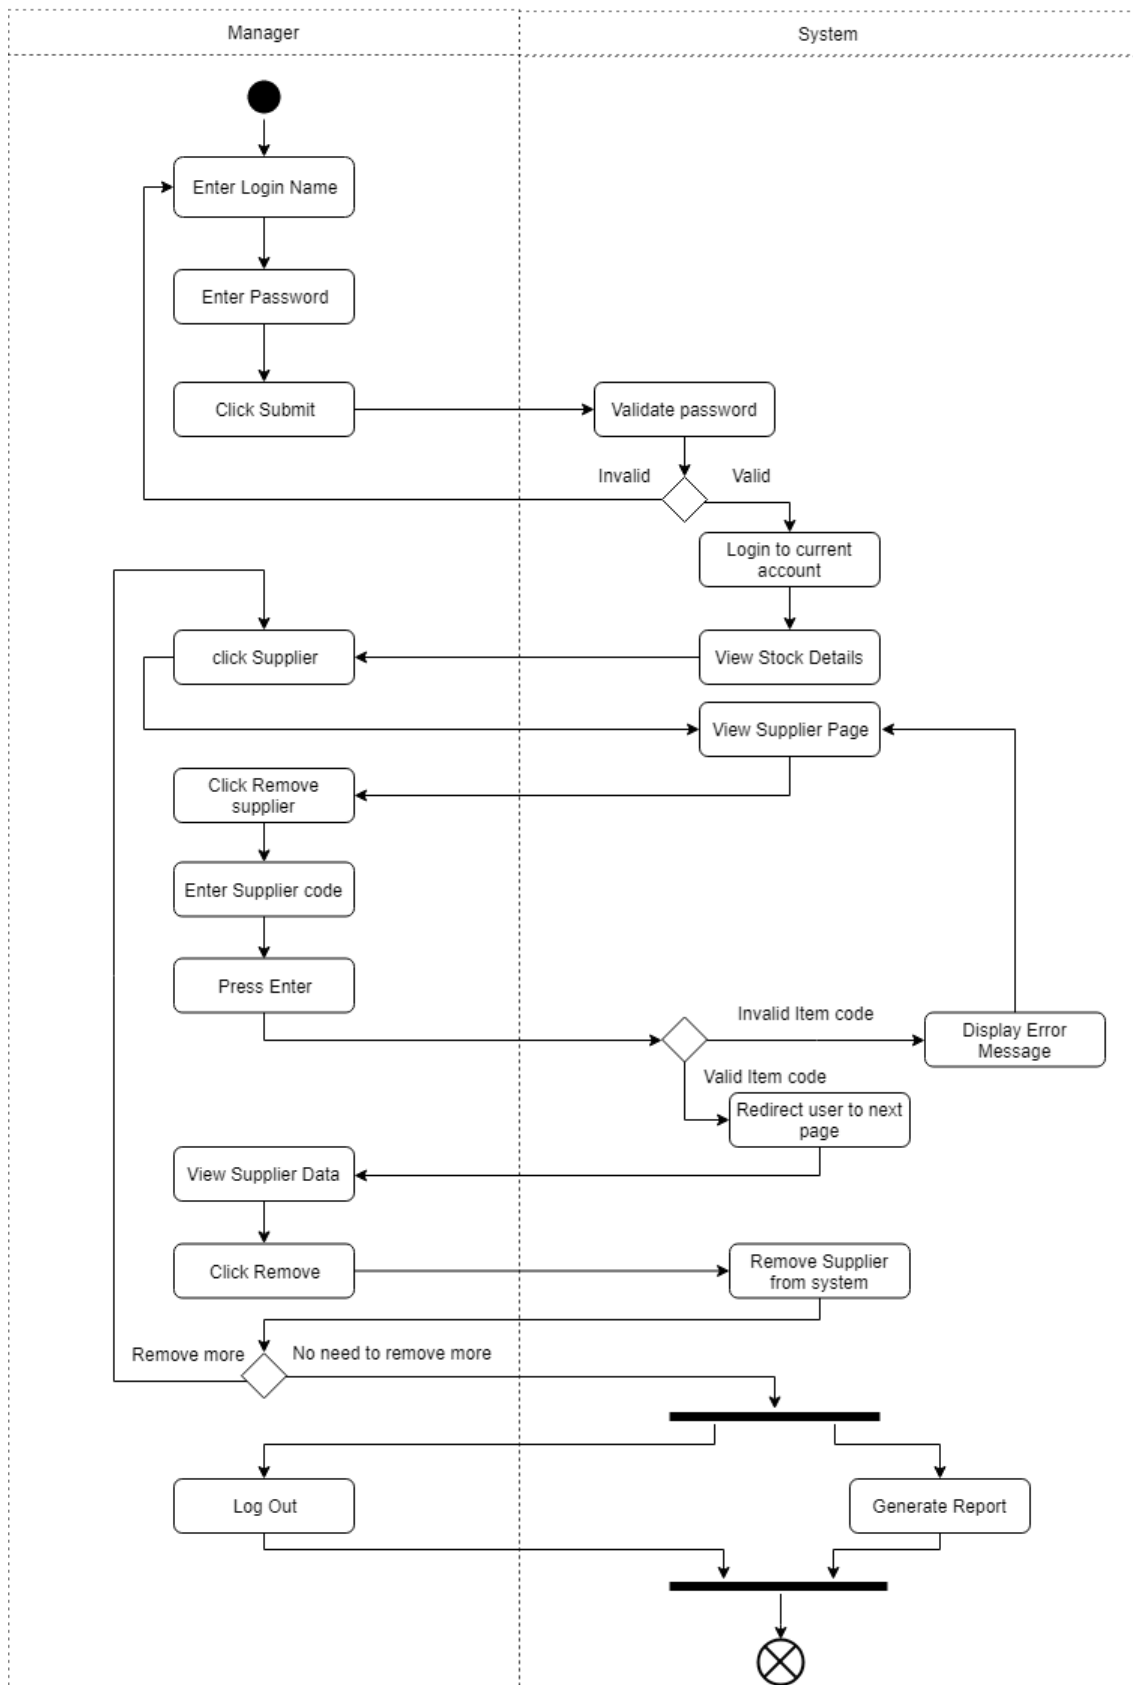 Manager
System
Enter Login Name
Enter Password
Click Submit
Validate password
Invalid
Valid
Login to current
account
click Supplier
View Stock Details
View Supplier Page
Click Remove
supplier
Enter Supplier code
Press Enter
Invalid Item code
Display Error
Message
Valid Item code
Redirect user to next
page
View Supplier Data
Click Remove
Remove Supplier
from system
Remove more
No need to remove more
Log Out
Generate Report